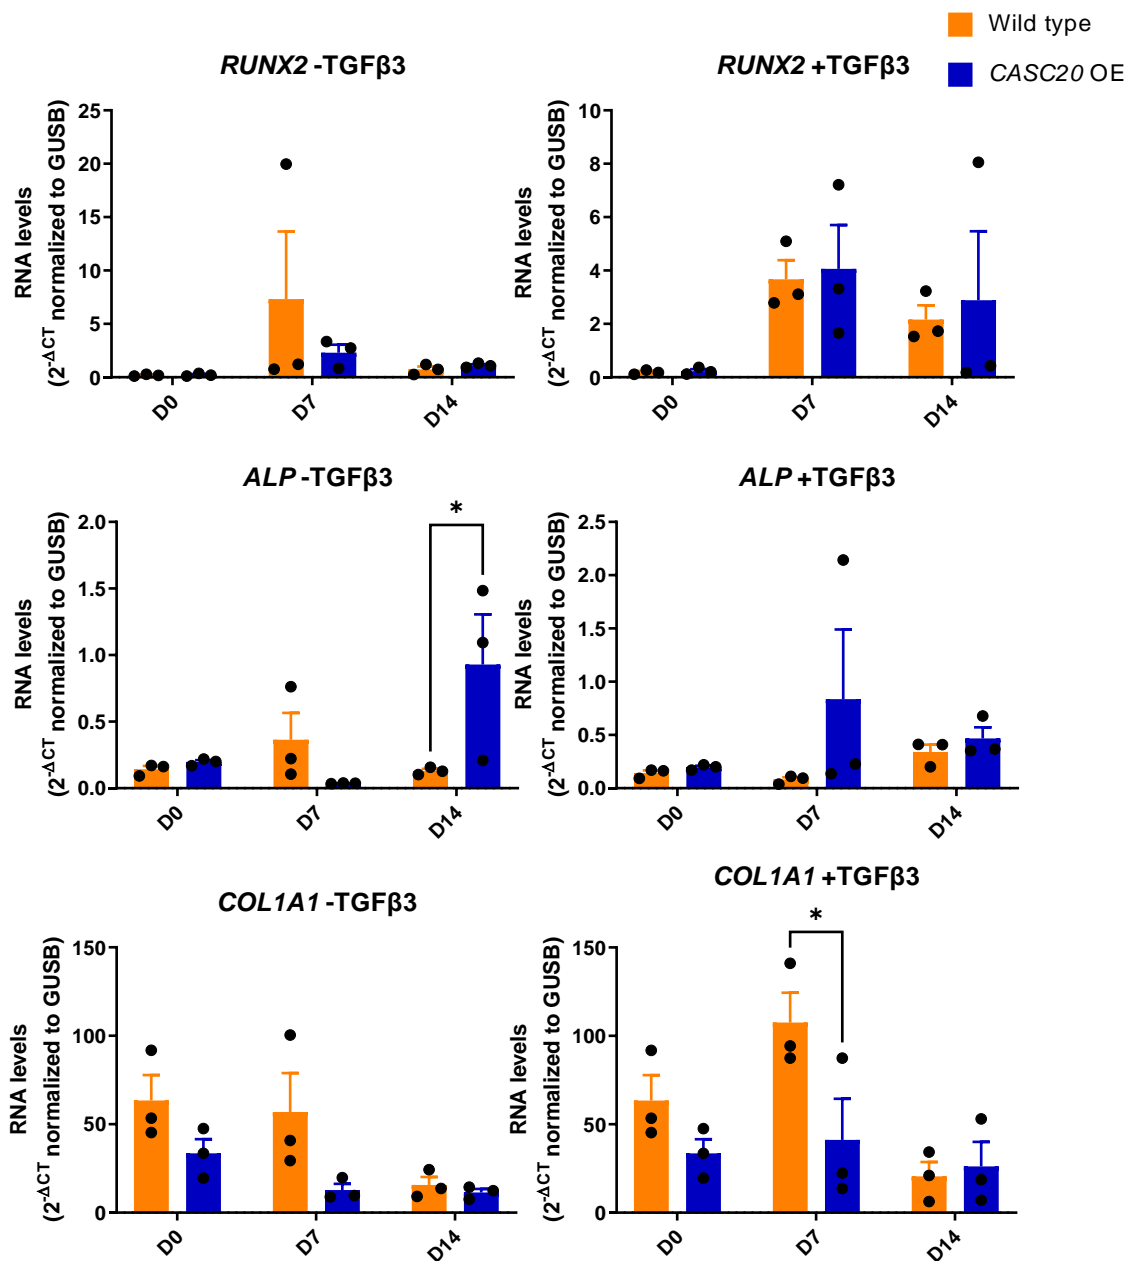 Wild type
CASC20 OE
RUNX2 -TGFβ3
RNA levels
(2-ΔCT normalized to GUSB)
25
20
15
10
5
0
D0
D7
D14
RUNX2 +TGFβ3
RNA levels
(2-ΔCT normalized to GUSB)
10
8
6
4
2
0
D0
D7
D14
ALP -TGFβ3
RNA levels
(2-ΔCT normalized to GUSB)
2.0
1.5
1.0
0.5
0.0
*
D0
D7
D14
ALP +TGFβ3
RNA levels
(2-ΔCT normalized to GUSB)
2.5
2.0
1.5
1.0
0.5
0.0
D0
D7
D14
COL1A1 -TGFβ3
RNA levels
(2-ΔCT normalized to GUSB)
150
100
50
0
D0
D7
D14
COL1A1 +TGFβ3
RNA levels
(2-ΔCT normalized to GUSB)
150
100
50
0
*
D0
D7
D14